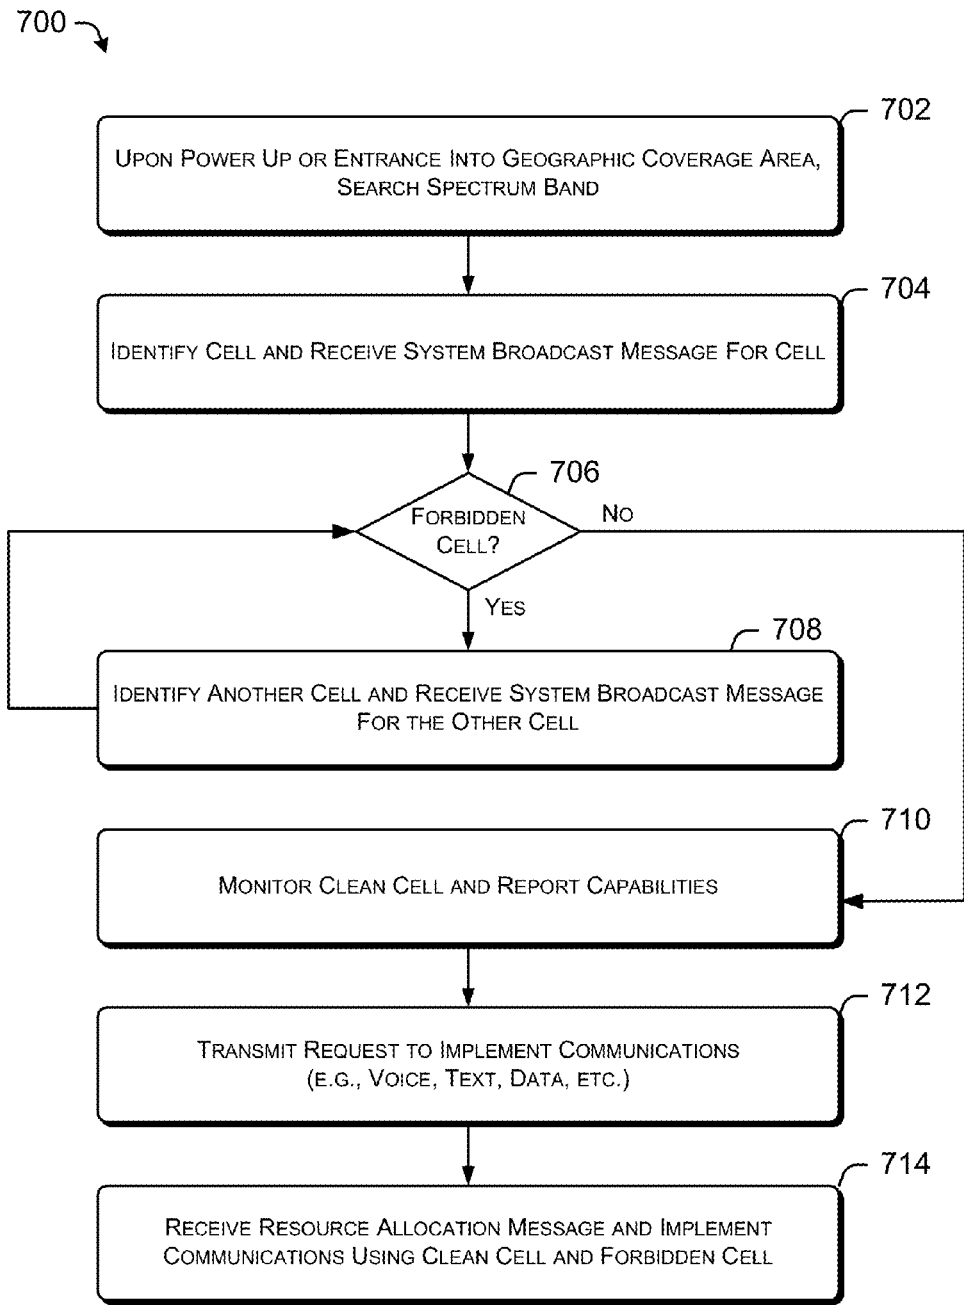 700
702
UPON POWER UP OR ENTRANCE INTO GEOGRAPHIC COVERAGE AREA,
SEARCH SPECTRUM BAND
704
IDENTIFY CELL AND RECEIVE SYSTEM BROADCAST MESSAGE FOR CELL
706
FORBIDDEN
CELL?
NO
YES
708
IDENTIFY ANOTHER CELL AND RECEIVE SYSTEM BROADCAST MESSAGE
FOR THE OTHER CELL
710
MONITOR CLEAN CELL AND REPORT CAPABILITIES
712
TRANSMIT REQUEST TO IMPLEMENT COMMUNICATIONS
(E.G., VOICE, TEXT, DATA, ETC.)
714
RECEIVE RESOURCE ALLOCATION MESSAGE AND IMPLEMENT
COMMUNICATIONS USING CLEAN CELL AND FORBIDDEN CELL